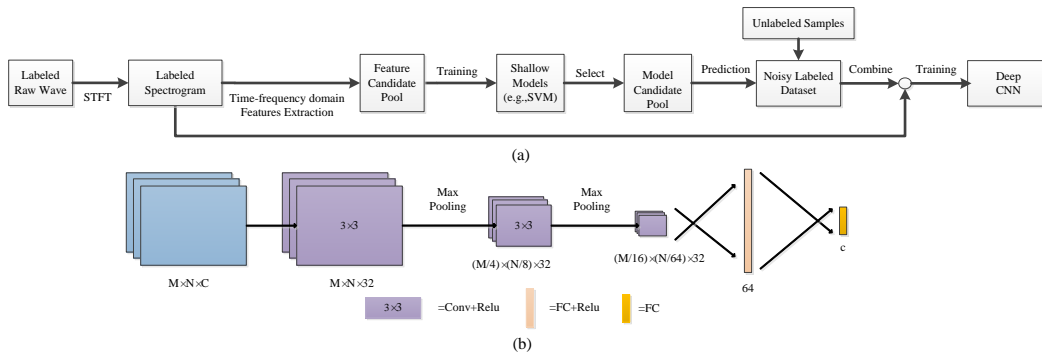 Unlabeled Samples
Labeled
Raw Wave
STFT
Labeled
Spectrogram
Time-frequency domain
Features Extraction
Feature
Candidate
Pool
Training
Shallow
Models
(e.g.,SVM)
Select
Model
Candidate
Pool
Prediction
Noisy Labeled
Dataset
Combine
Training
Deep
CNN
(a)
M×N×C
3×3
M×N×32
Max
Pooling
3×3
(M/4)×(N/8)×32
Max
Pooling
(M/16)×(N/64)×32
64
c
3×3
=Conv+Relu
=FC+Relu
=FC
(b)